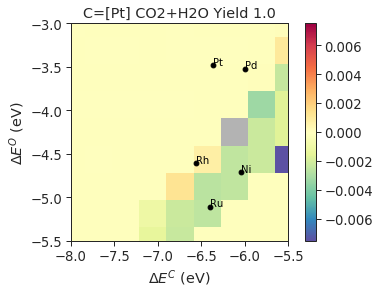 C=[Pt] CO2+H2O Yield 1.0
−3.0
−3.5
−4.0
−4.5
−5.0
−5.5
ΔE^O (eV)
Pt
Pd
Rh
Ni
Ru
−8.0 −7.5 −7.0 −6.5 −6.0 −5.5
ΔE^C (eV)
0.006
0.004
0.002
0.000
−0.002
−0.004
−0.006